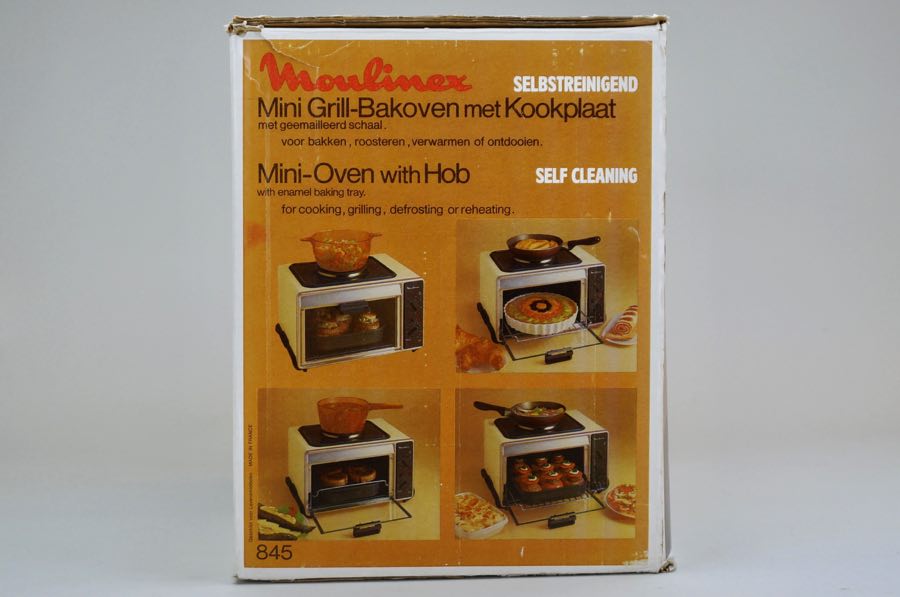 Moulinex
SELBSTREINIGEND
Mini Grill-Bakoven met Kookplaat
met geemailleerd schaal.
voor bakken, roosteren, verwarmen of ontdooien.
Mini-Oven with Hob
SELF CLEANING
with enamel baking tray.
for cooking, grilling, defrosting or reheating.
MADE IN FRANCE
845